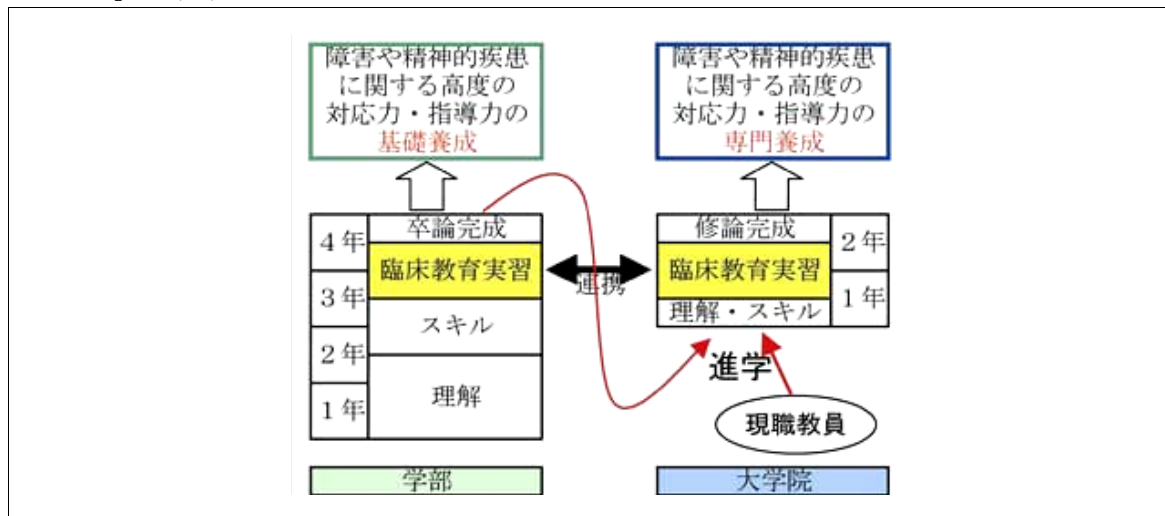 障害や精神的疾患
に関する高度の
対応力・指導力の
基礎養成
障害や精神的疾患
に関する高度の
対応力・指導力の
専門養成
4年
3年
2年
1年
卒論完成
臨床教育実習
スキル
理解
連携
修論完成
臨床教育実習
理解・スキル
2年
1年
進学
現職教員
学部
大学院